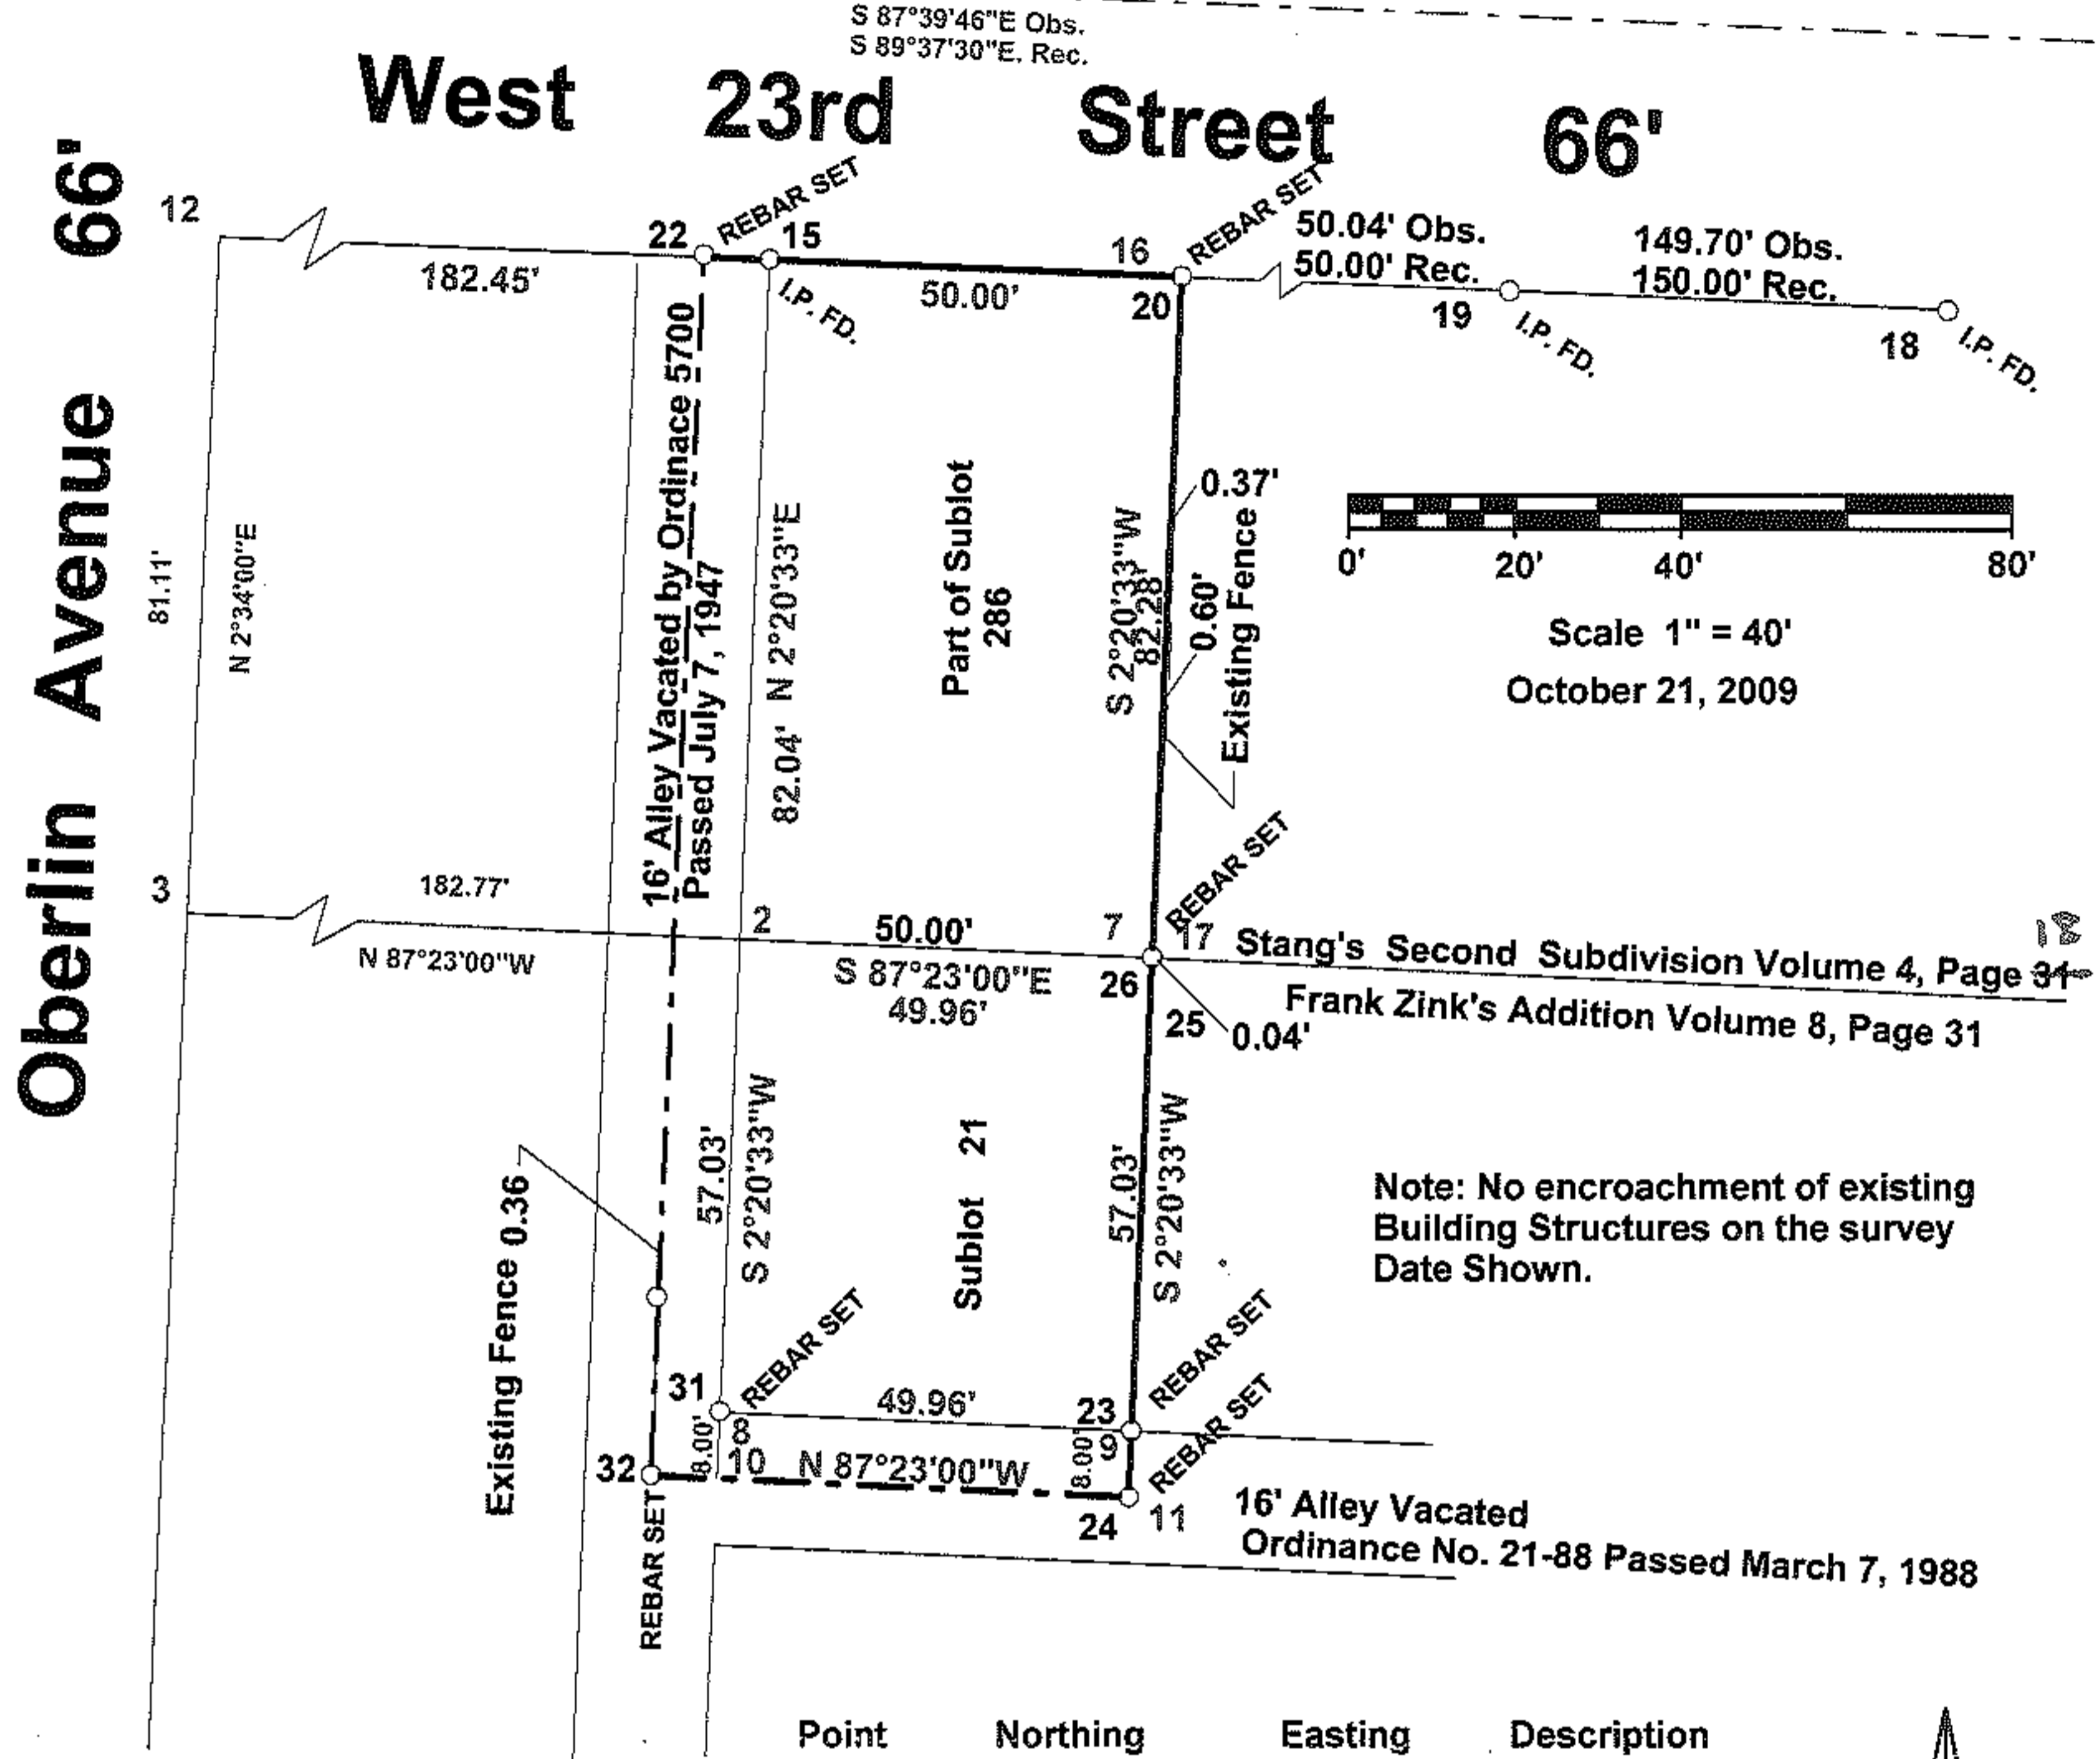 S 87°39'46"E Obs.
S 89°37'30"E. Rec.
West 23rd Street 66'
Oberlin Avenue 66'
12
22
REBAR SET
15
16
REBAR SET
50.04' Obs.
50.00' Rec.
149.70' Obs.
150.00' Rec.
182.45'
I.P. FD.
50.00'
20
19
I.P. FD.
18
I.P. FD.
81.11'
N 2°34'00"E
16' Alley Vacated by Ordinace 5700
Passed July 7, 1947
82.04' N 2°20'33"E
Part of Sublot
286
S 2°20'33"W
82.28'
0.37'
0.60'
Existing Fence
0' 20' 40' 80'
Scale 1" = 40'
October 21, 2009
REBAR SET
3
182.77'
N 87°23'00"W
2
50.00'
7
17
S 87°23'00"E
49.96'
26
25
0.04'
Stang's Second Subdivision Volume 4, Page 31
18
Frank Zink's Addition Volume 8, Page 31
Existing Fence 0.36
57.03'
S 2°20'33"W
Sublot 21
57.03'
S 2°20'33"W
Note: No encroachment of existing
Building Structures on the survey
Date Shown.
31
REBAR SET
8
49.96'
23
9
REBAR SET
REBAR SET
32
8.00'
10
N 87°23'00"W
8.00'
24
11
REBAR SET
16' Alley Vacated
Ordinance No. 21-88 Passed March 7, 1988
Point Northing Easting Description